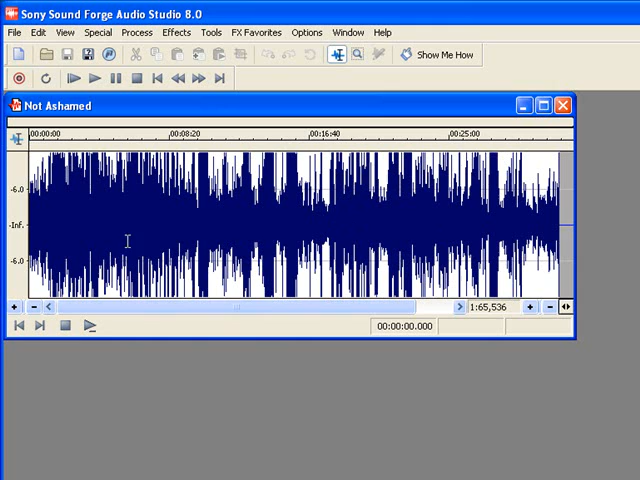 Sony Sound Forge Audio Studio 8.0
File Edit View Special Process Effects Tools FX Favorites Options Window Help
Show Me How
Not Ashamed
00:00:00 00:08:20 00:16:40 00:25:00
-6.0
-Inf.
-6.0
1:65,536
00:00:00.000